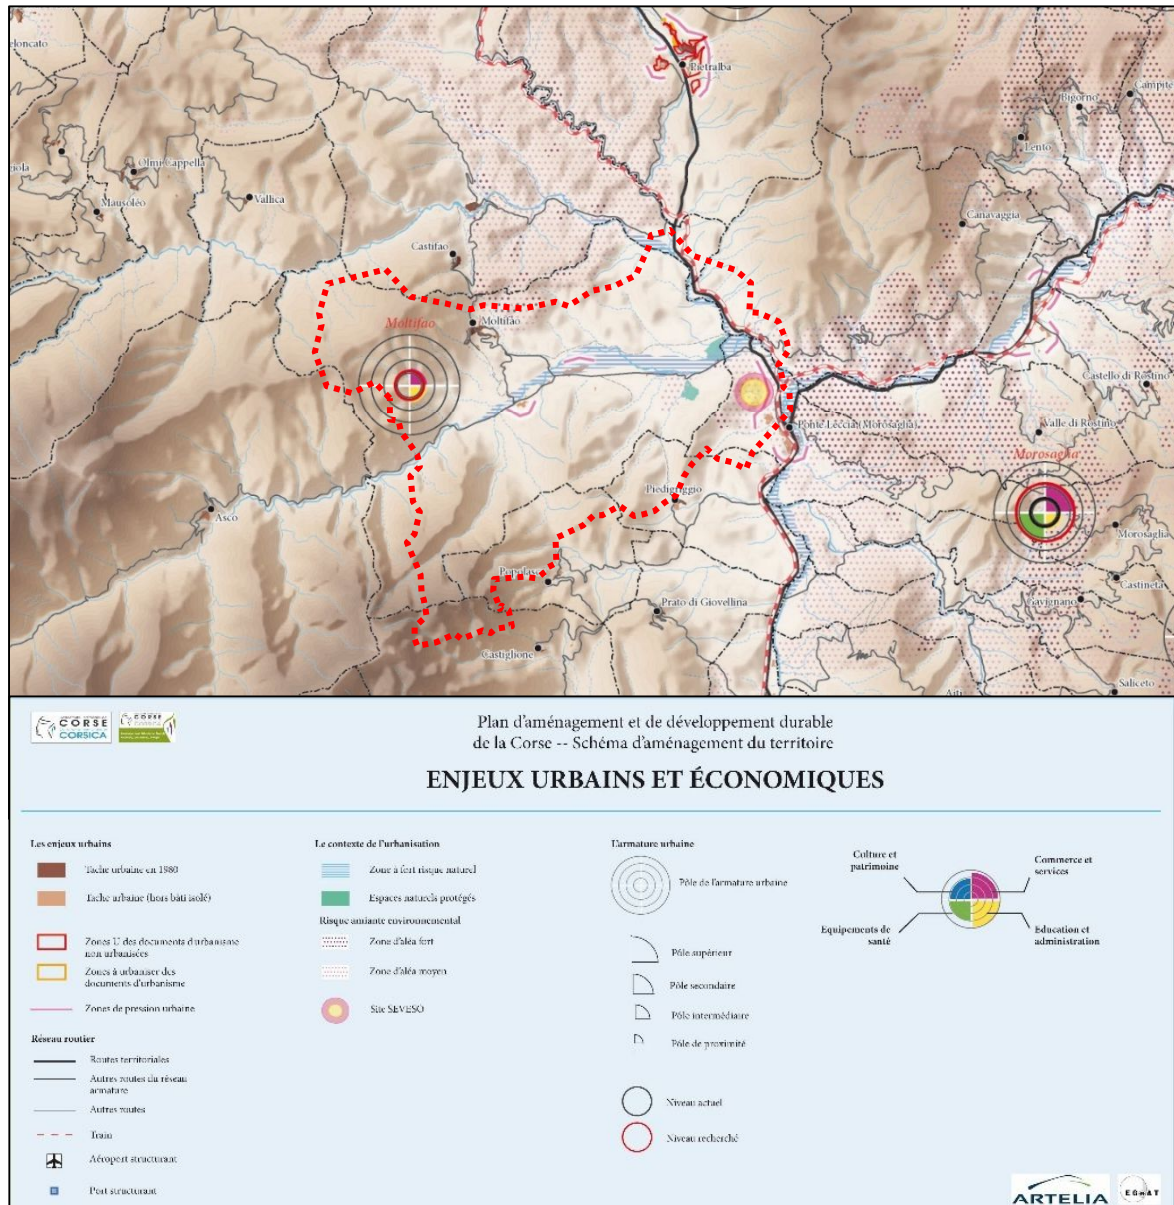 Pietralba
Campite
Bigorno
Lento
Olmi Cappella
Mausoléo
Vallica
Canavaggia
Castifao
Moltifao
Moltifao
Castello di Rostino
Valle di Rostino
Ponte Leccia (Morosaglia)
Morosaglia
Piedigriggio
Asco
Morosaglia
Castineta
Popolasca
Prato di Giovellina
Gavignano
Castiglione
Saliceto
CORSE
CORSICA
CORSE
CORSICA
Plan d'aménagement et de développement durable
de la Corse -- Schéma d'aménagement du territoire
ENJEUX URBAINS ET ÉCONOMIQUES
Les enjeux urbains
Tache urbaine en 1980
Tache urbaine (hors bâti isolé)
Zones U des documents d'urbanisme
non urbanisées
Zones à urbaniser des
documents d'urbanisme
Zones de pression urbaine
Réseau routier
Routes territoriales
Autres routes du réseau
armature
Autres routes
Train
Aéroport structurant
Port structurant
Le contexte de l'urbanisation
Zone à fort risque naturel
Espaces naturels protégés
Risque amiante environnemental
Zone d'aléa fort
Zone d'aléa moyen
Site SEVESO
L'armature urbaine
Pôle de l'armature urbaine
Pôle supérieur
Pôle secondaire
Pôle intermédiaire
Pôle de proximité
Niveau actuel
Niveau recherché
Culture et
patrimoine
Commerce et
services
Equipements de
santé
Education et
administration
ARTELIA
EGnAT